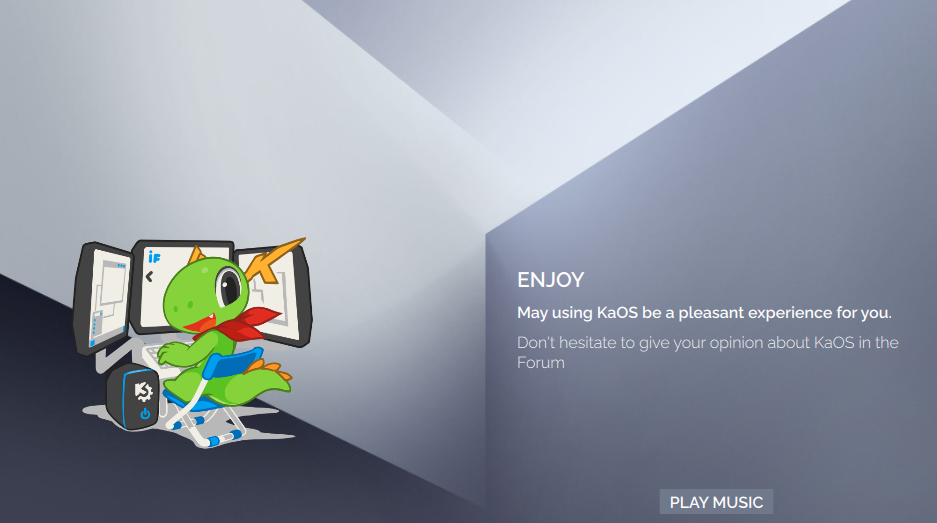 iF
ENJOY
May using KaOS be a pleasant experience for you.
Don't hesitate to give your opinion about KaOS in the
Forum
PLAY MUSIC